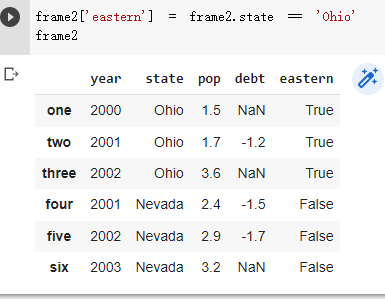 frame2['eastern'] = frame2.state == 'Ohio'
frame2
year state pop debt eastern
one 2000 Ohio 1.5 NaN True
two 2001 Ohio 1.7 -1.2 True
three 2002 Ohio 3.6 NaN True
four 2001 Nevada 2.4 -1.5 False
five 2002 Nevada 2.9 -1.7 False
six 2003 Nevada 3.2 NaN False